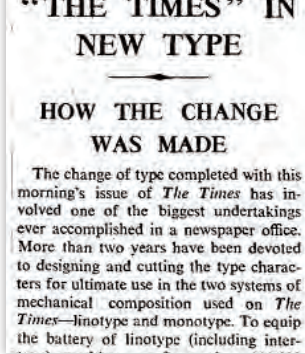 “THE TIMES” IN
NEW TYPE
HOW THE CHANGE
WAS MADE
The change of type completed with this
morning's issue of The Times has in-
volved one of the biggest undertakings
ever accomplished in a newspaper office.
More than two years have been devoted
to designing and cutting the type charac-
ters for ultimate use in the two systems of
mechanical composition used on The
Times—linotype and monotype. To equip
the battery of linotype (including inter-